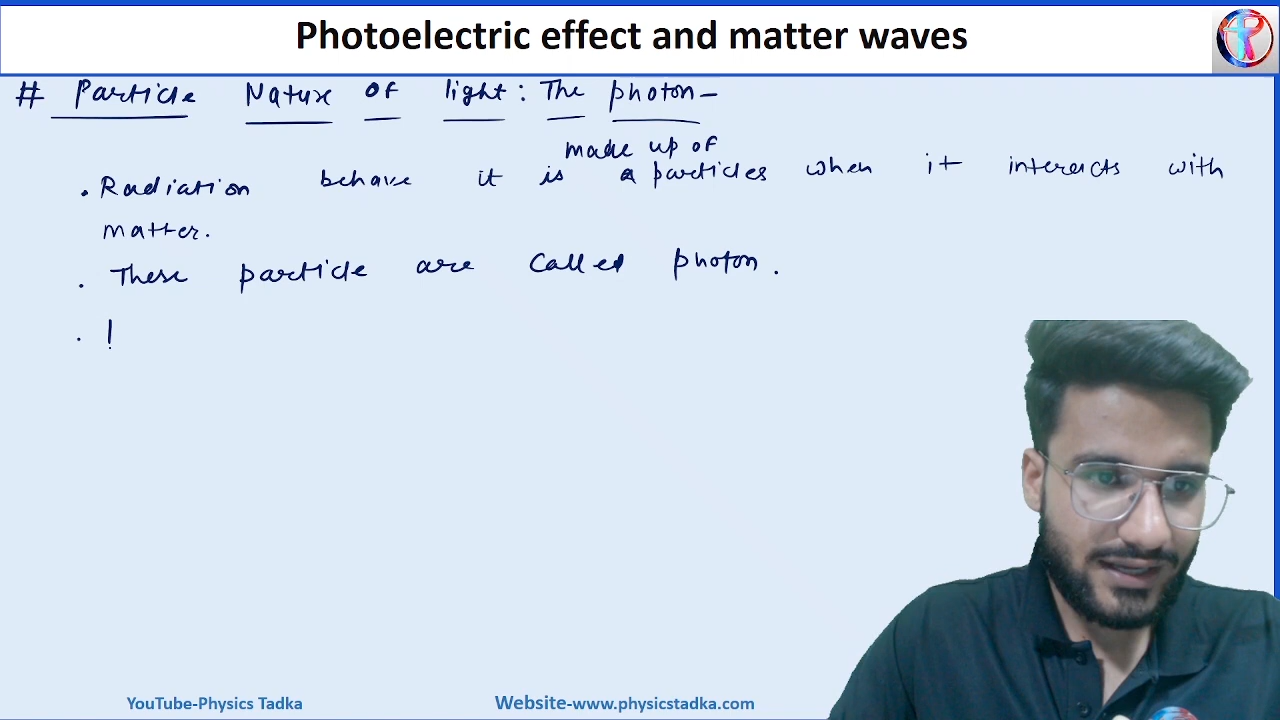 Photoelectric effect and matter waves
# Particle Nature of light: The photon-
made up of
. Radiation behave it is a particles when it interacts with
matter.
. These particle are called photon.
. I
YouTube-Physics Tadka
Website-www.physicstadka.com